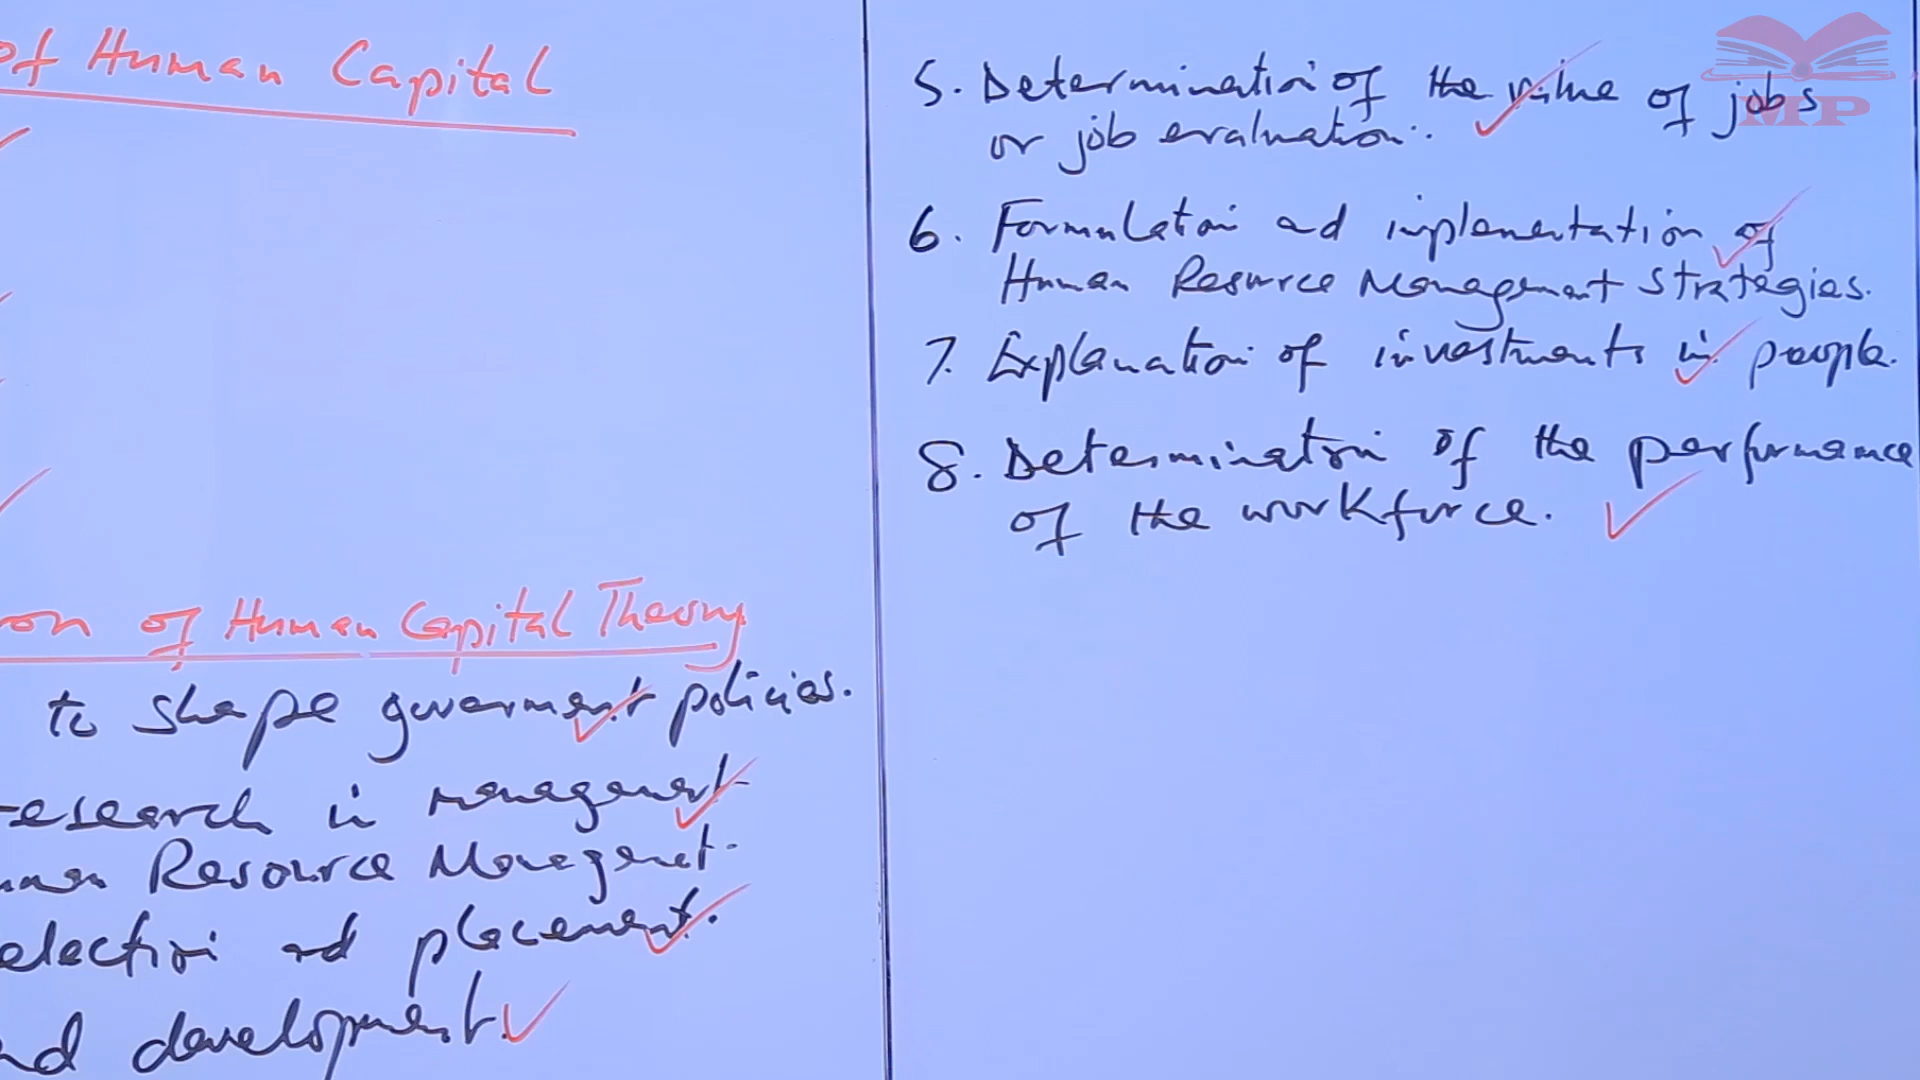 of Human Capital
on of Human Capital Theory
to shape government policies.
research in management
Resource Management.
election and placement.
nd development.
5. Determination of the value of jobs
or job evaluation.
6. Formulation and implementation of
Human Resource Management Strategies.
7. Explanation of investments in people.
8. Determination of the performance
of the workforce.
MP